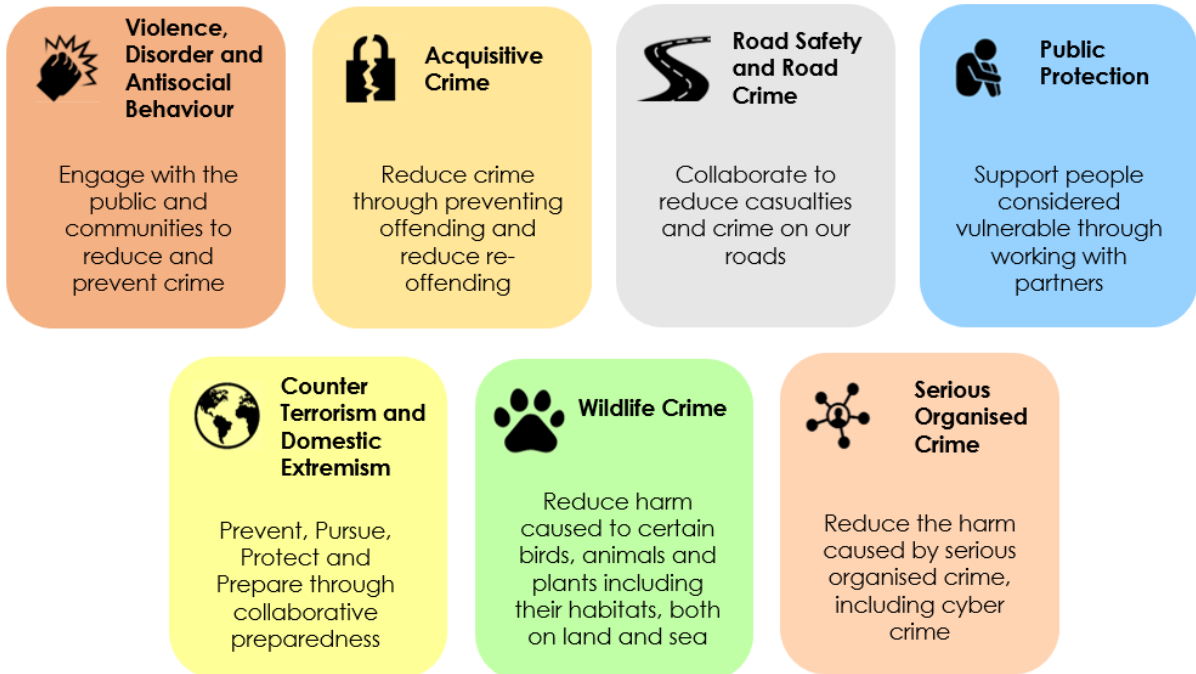 Violence,
Disorder and
Antisocial
Behaviour
Engage with the
public and
communities to
reduce and
prevent crime
Acquisitive
Crime
Reduce crime
through preventing
offending and
reduce re-
offending
Road Safety
and Road
Crime
Collaborate to
reduce casualties
and crime on our
roads
Public
Protection
Support people
considered
vulnerable through
working with
partners
Counter
Terrorism and
Domestic
Extremism
Prevent, Pursue,
Protect and
Prepare through
collaborative
preparedness
Wildlife Crime
Reduce harm
caused to certain
birds, animals and
plants including
their habitats, both
on land and sea
Serious
Organised
Crime
Reduce the harm
caused by serious
organised crime,
including cyber
crime